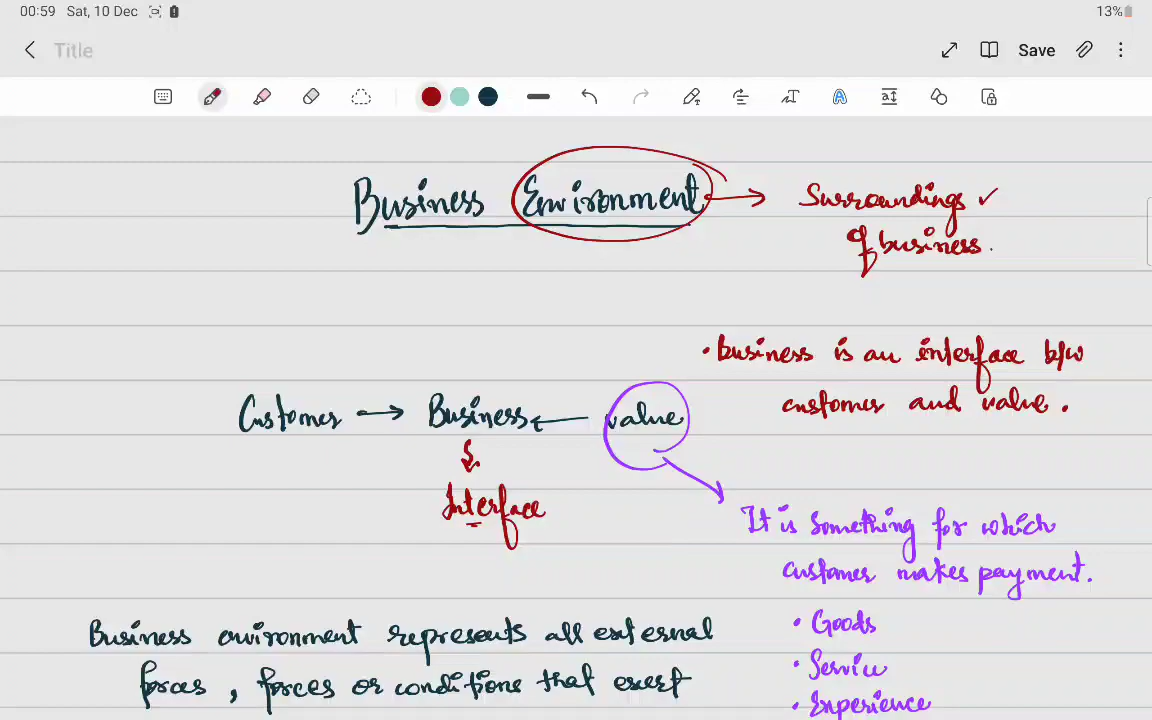 00:59 Sat, 10 Dec
13%
Title
Save
Business Environment
Surroundings
of business.
• business is an interface b/w
customer and value.
Customer → Business ← value
Interface
It is something for which
customer makes payment.
• Goods
• Service
• Experience
Business environment represents all external
forces, forces or conditions that exert